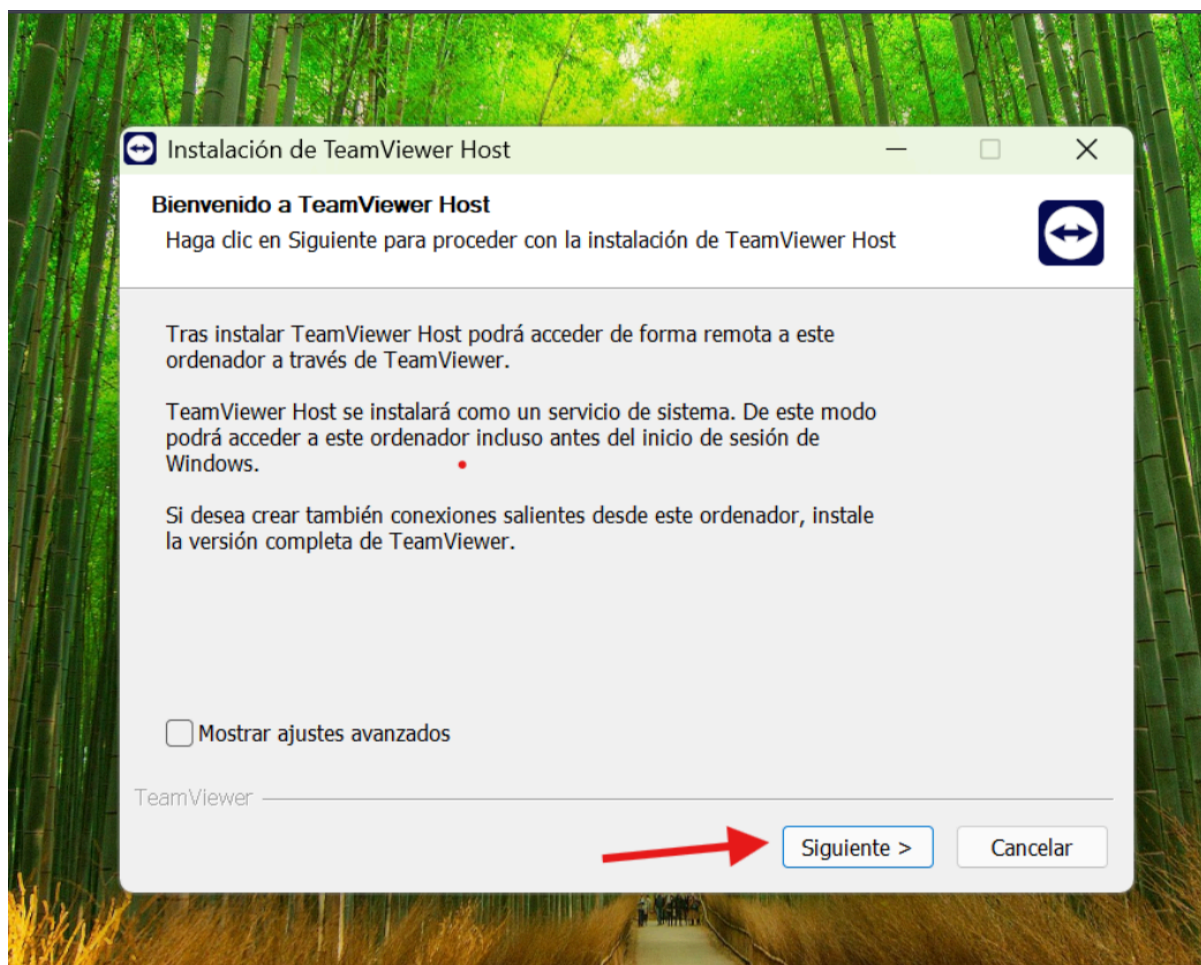 Instalación de TeamViewer Host
Bienvenido a TeamViewer Host
Haga clic en Siguiente para proceder con la instalación de TeamViewer Host
Tras instalar TeamViewer Host podrá acceder de forma remota a este
ordenador a través de TeamViewer.
TeamViewer Host se instalará como un servicio de sistema. De este modo
podrá acceder a este ordenador incluso antes del inicio de sesión de
Windows.
Si desea crear también conexiones salientes desde este ordenador, instale
la versión completa de TeamViewer.
Mostrar ajustes avanzados
TeamViewer
Siguiente >
Cancelar